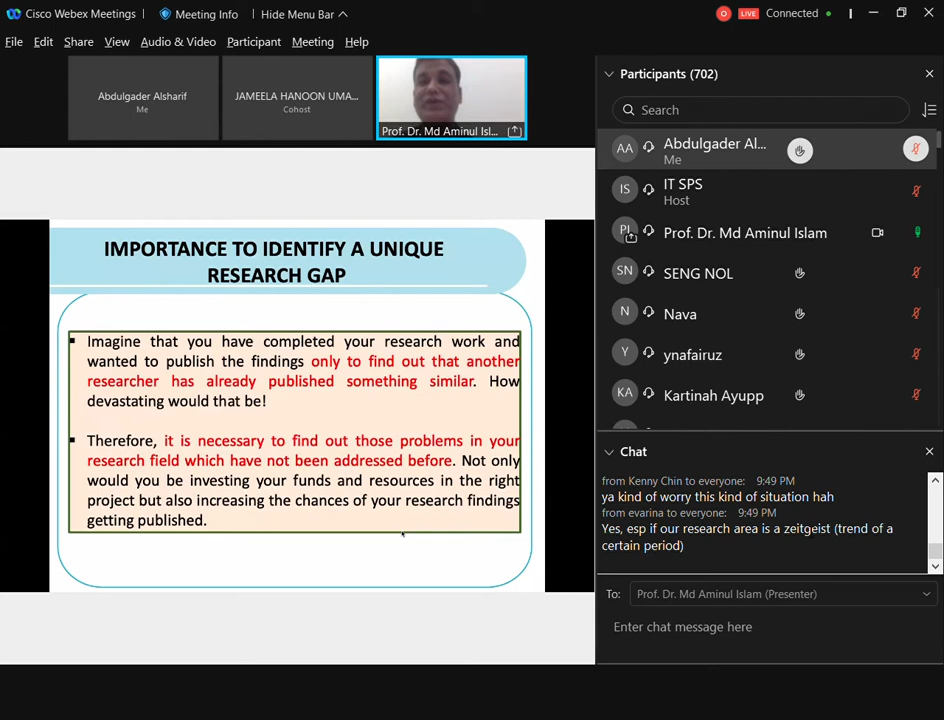 Cisco Webex Meetings
Meeting Info
Hide Menu Bar
LIVE
Connected
File Edit Share View Audio & Video Participant Meeting Help
Abdulgader Alsharif
Me
JAMEELA HANOON UMA...
Cohost
Prof. Dr. Md Aminul Isl...
IMPORTANCE TO IDENTIFY A UNIQUE
RESEARCH GAP
Imagine that you have completed your research work and
wanted to publish the findings only to find out that another
researcher has already published something similar. How
devastating would that be!
Therefore, it is necessary to find out those problems in your
research field which have not been addressed before. Not only
would you be investing your funds and resources in the right
project but also increasing the chances of your research findings
getting published.
Participants (702)
Search
AA
Abdulgader Al...
Me
IS
IT SPS
Host
PI
Prof. Dr. Md Aminul Islam
SN
SENG NOL
N
Nava
Y
ynafairuz
KA
Kartinah Ayupp
Chat
from Kenny Chin to everyone: 9:49 PM
ya kind of worry this kind of situation hah
from evarina to everyone: 9:49 PM
Yes, esp if our research area is a zeitgeist (trend of a
certain period)
To:
Prof. Dr. Md Aminul Islam (Presenter)
Enter chat message here